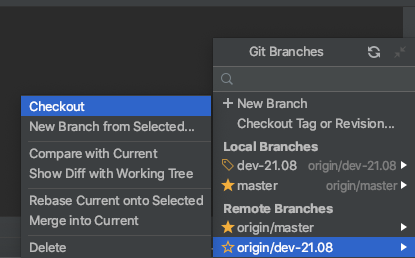 Git Branches
+ New Branch
Checkout Tag or Revision...
Local Branches
dev-21.08 origin/dev-21.08
master origin/master
Remote Branches
origin/master
origin/dev-21.08
Checkout
New Branch from Selected...
Compare with Current
Show Diff with Working Tree
Rebase Current onto Selected
Merge into Current
Delete